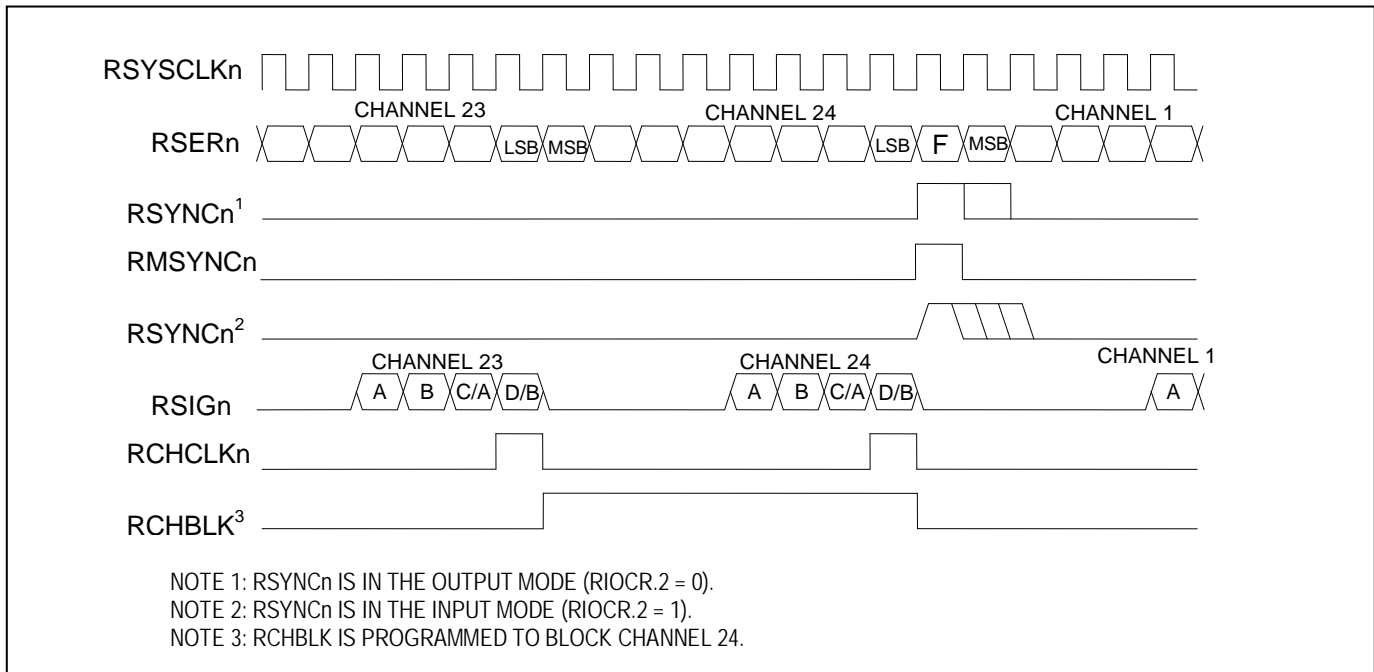 RSYSCLKn
CHANNEL 23 CHANNEL 24 CHANNEL 1
RSERn LSB MSB LSB F MSB
RSYNCn1
RMSYNCn
RSYNCn2
CHANNEL 23 CHANNEL 24 CHANNEL 1
RSIGn A B C/A D/B A B C/A D/B A
RCHCLKn
RCHBLK3
NOTE 1: RSYNCn IS IN THE OUTPUT MODE (RIOCR.2 = 0).
NOTE 2: RSYNCn IS IN THE INPUT MODE (RIOCR.2 = 1).
NOTE 3: RCHBLK IS PROGRAMMED TO BLOCK CHANNEL 24.